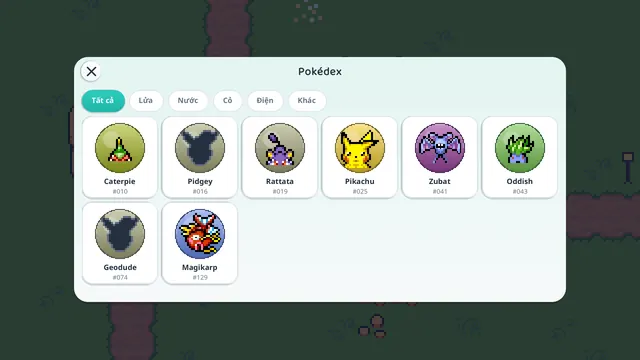 Pokédex
Tất cả
Lửa
Nước
Cỏ
Điện
Khác
Caterpie
#010
Pidgey
#016
Rattata
#019
Pikachu
#025
Zubat
#041
Oddish
#043
Geodude
#074
Magikarp
#129